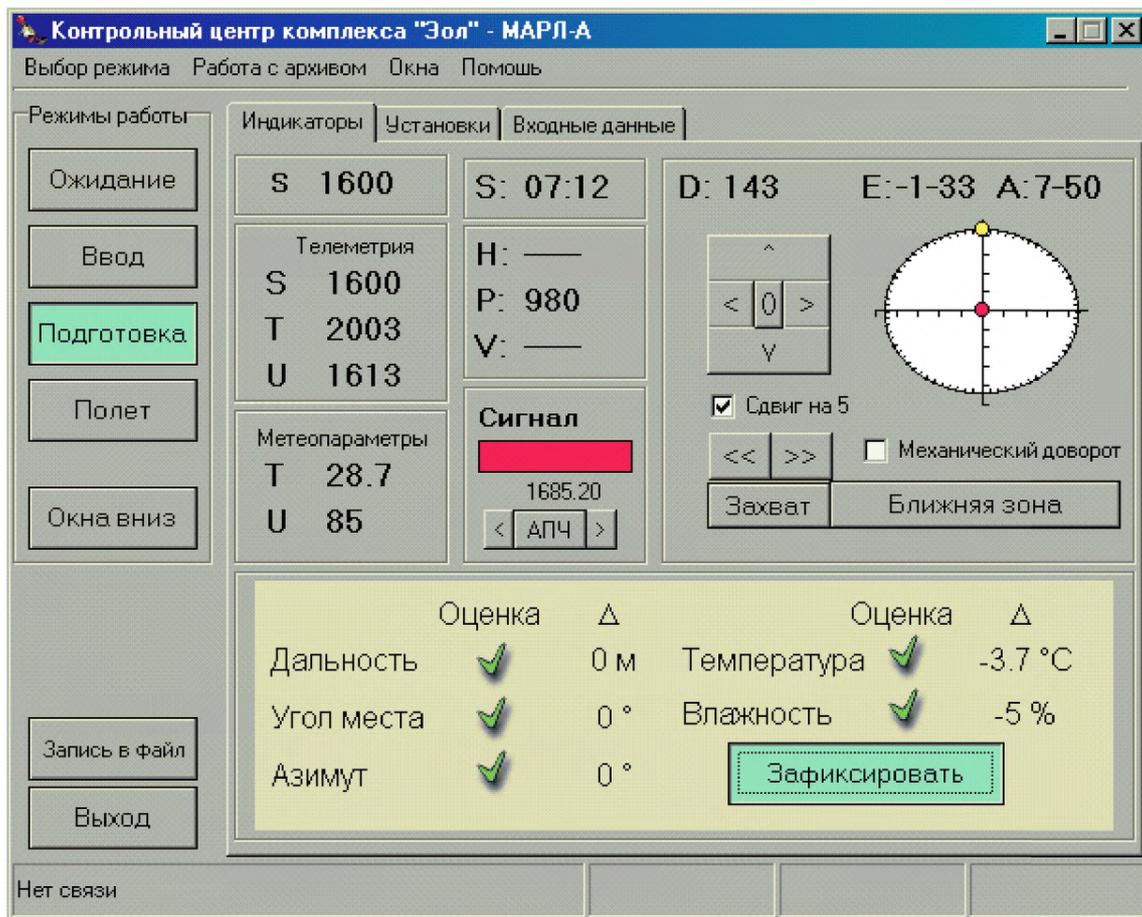 Контрольный центр комплекса "Эол" - МАРЛ-А
Выбор режима Работа с архивом Окна Помошь
Режимы работы
Ожидание
Ввод
Подготовка
Полет
Окна вниз
Запись в файл
Выход
Индикаторы Установки Входные данные
S 1600
Телеметрия
S 1600
T 2003
U 1613
Метеопараметры
T 28.7
U 85
S: 07:12
H: ——
P: 980
V: ——
Сигнал
1685.20
< АПЧ >
D: 143 E:-1-33 A:7-50
^
< 0 >
v
Сдвиг на 5
<< >> Механический доворот
Захват Ближняя зона
Оценка Δ Оценка Δ
Дальность 0 м Температура -3.7 °C
Угол места 0 ° Влажность -5 %
Азимут 0 ° Зафиксировать
Нет связи